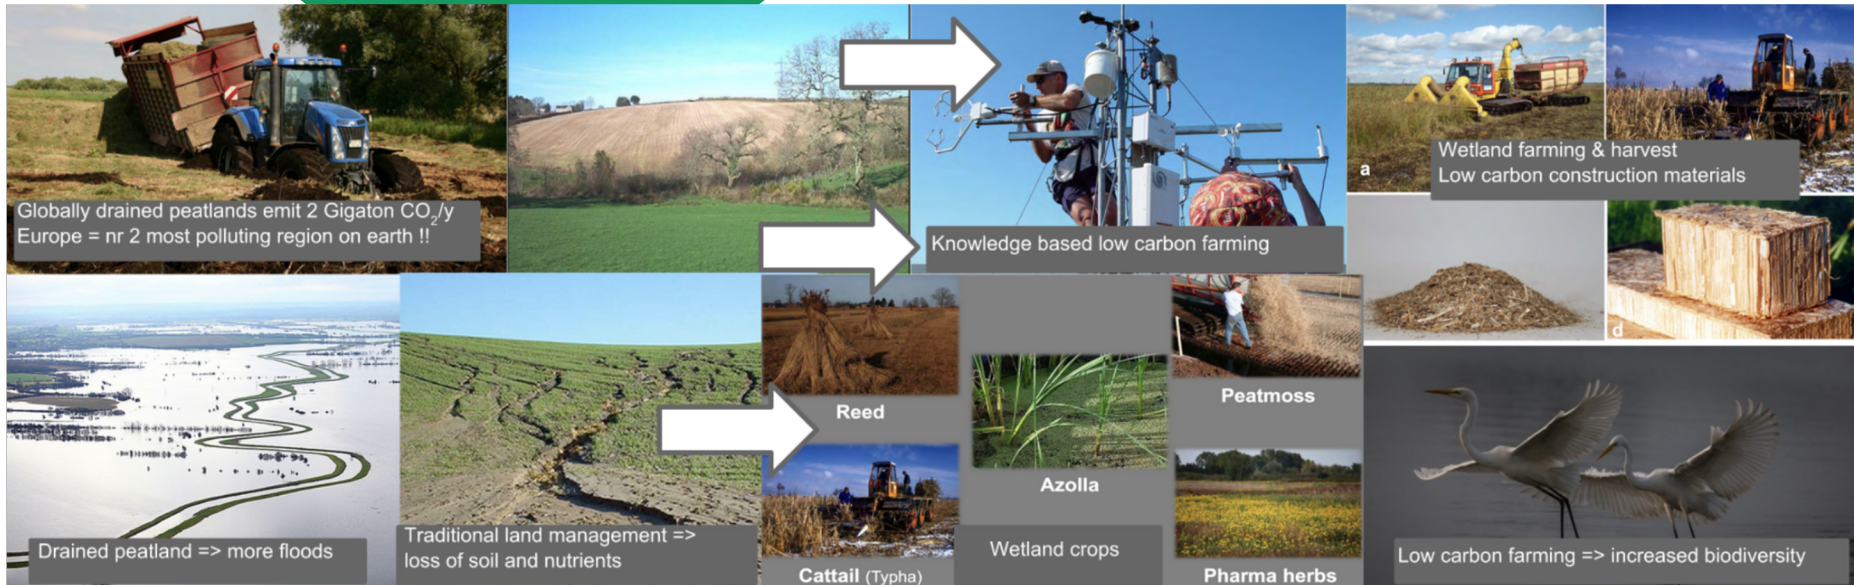 Globally drained peatlands emit 2 Gigaton CO₂/y
Europe = nr 2 most polluting region on earth !!
Knowledge based low carbon farming
a
Wetland farming & harvest
Low carbon construction materials
d
Drained peatland => more floods
Traditional land management =>
loss of soil and nutrients
Reed
Cattail (Typha)
Azolla
Wetland crops
Peatmoss
Pharma herbs
Low carbon farming => increased biodiversity